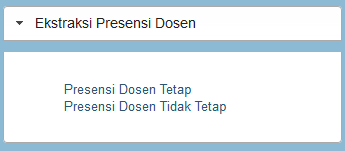 Ekstraksi Presensi Dosen
Presensi Dosen Tetap
Presensi Dosen Tidak Tetap